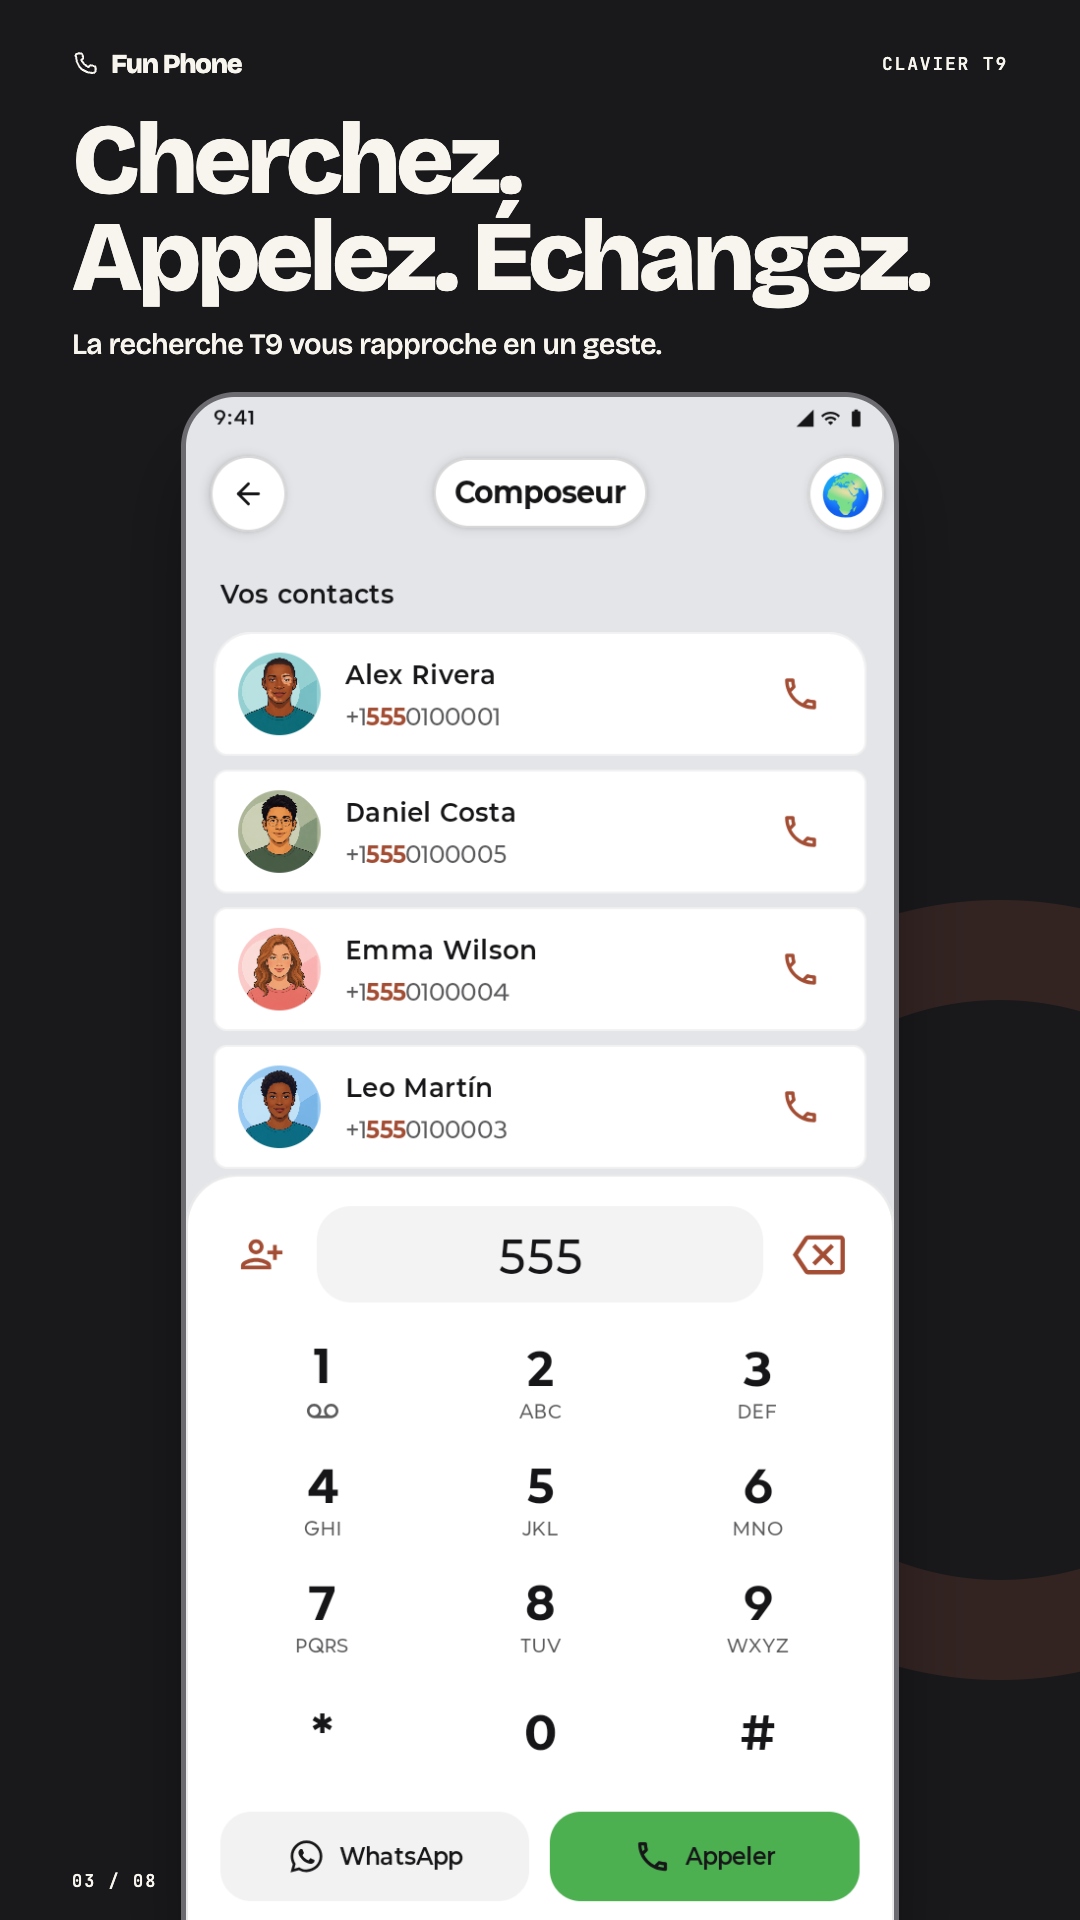 Fun Phone
CLAVIER T9
Cherchez.
Appelez. Échangez.
La recherche T9 vous rapproche en un geste.
9:41
Composeur
Vos contacts
Alex Rivera
+15550100001
Daniel Costa
+15550100005
Emma Wilson
+15550100004
Leo Martín
+15550100003
555
1 2 3
ABC DEF
4 5 6
GHI JKL MNO
7 8 9
PQRS TUV WXYZ
* 0 #
WhatsApp Appeler
03 / 08